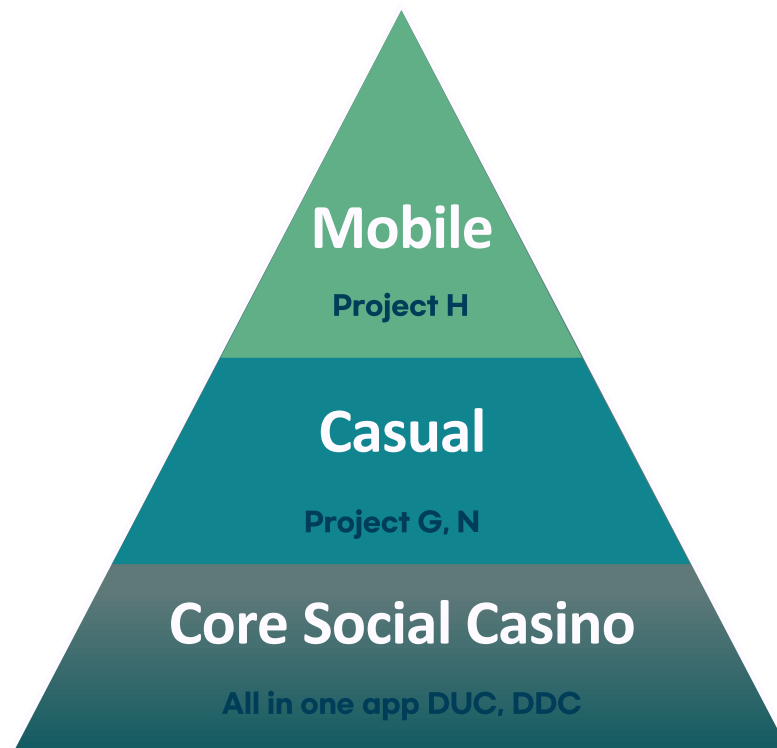 Mobile
Project H
Casual
Project G, N
Core Social Casino
All in one app DUC, DDC